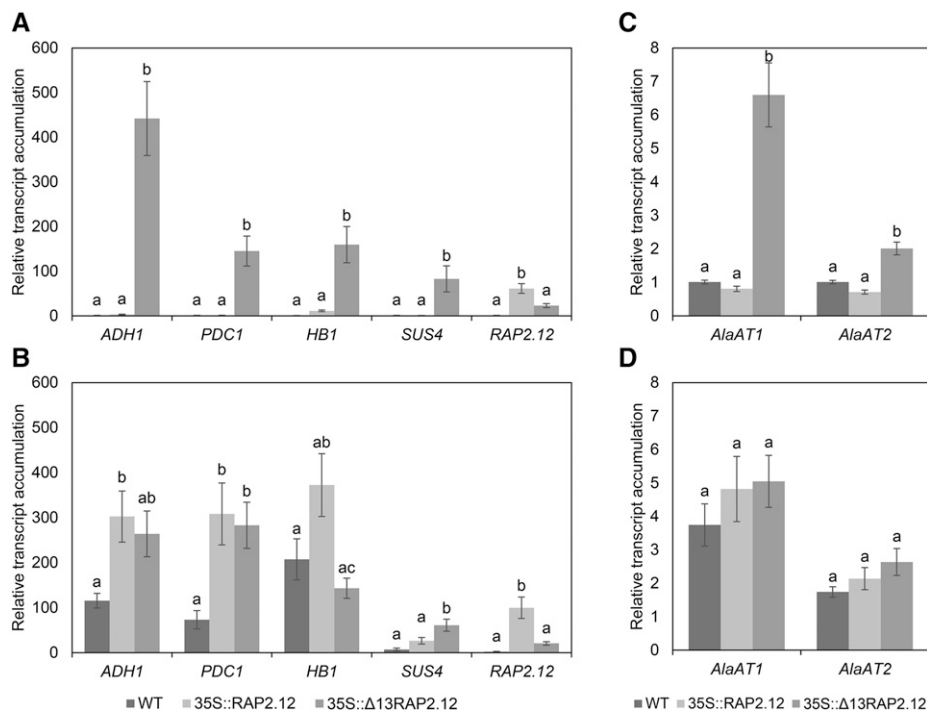 A
Relative transcript accumulation
600
500
400
300
200
100
0
a a b a a b a a b a a b a b a
ADH1 PDC1 HB1 SUS4 RAP2.12
B
Relative transcript accumulation
600
500
400
300
200
100
0
a b ab a b b a ab ac a a b a b a
ADH1 PDC1 HB1 SUS4 RAP2.12
WT 35S::RAP2.12 35S::Δ13RAP2.12
C
Relative transcript accumulation
8
7
6
5
4
3
2
1
0
a a b a a b
AlaAT1 AlaAT2
D
Relative transcript accumulation
8
7
6
5
4
3
2
1
0
a a a a a a
AlaAT1 AlaAT2
WT 35S::RAP2.12 35S::Δ13RAP2.12